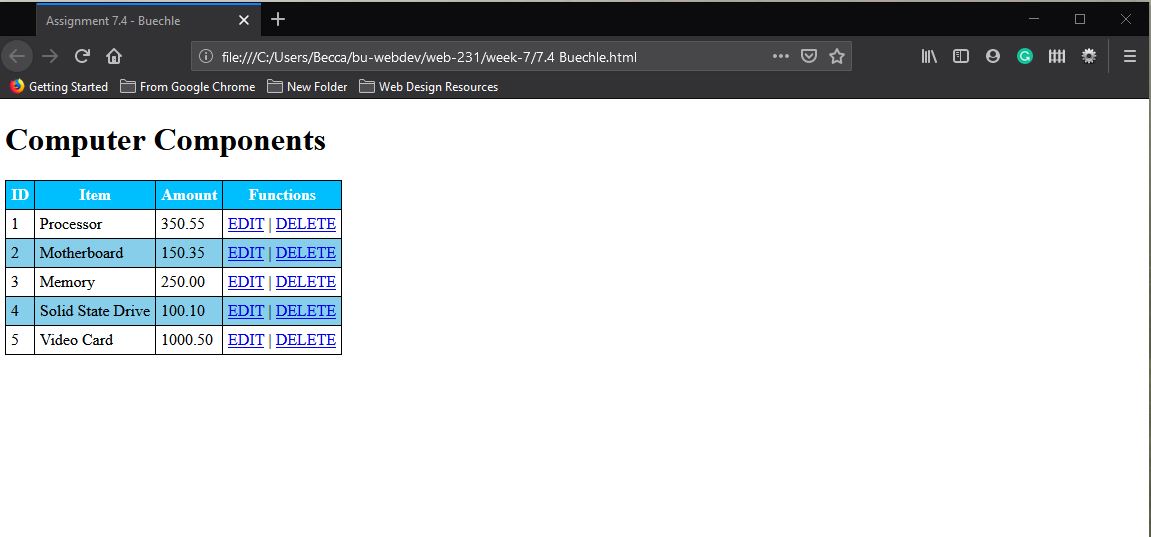 Assignment 7.4 - Buechle
file:///C:/Users/Becca/bu-webdev/web-231/week-7/7.4 Buechle.html
Getting Started From Google Chrome New Folder Web Design Resources
Computer Components
ID Item Amount Functions
1 Processor 350.55 EDIT | DELETE
2 Motherboard 150.35 EDIT | DELETE
3 Memory 250.00 EDIT | DELETE
4 Solid State Drive 100.10 EDIT | DELETE
5 Video Card 1000.50 EDIT | DELETE